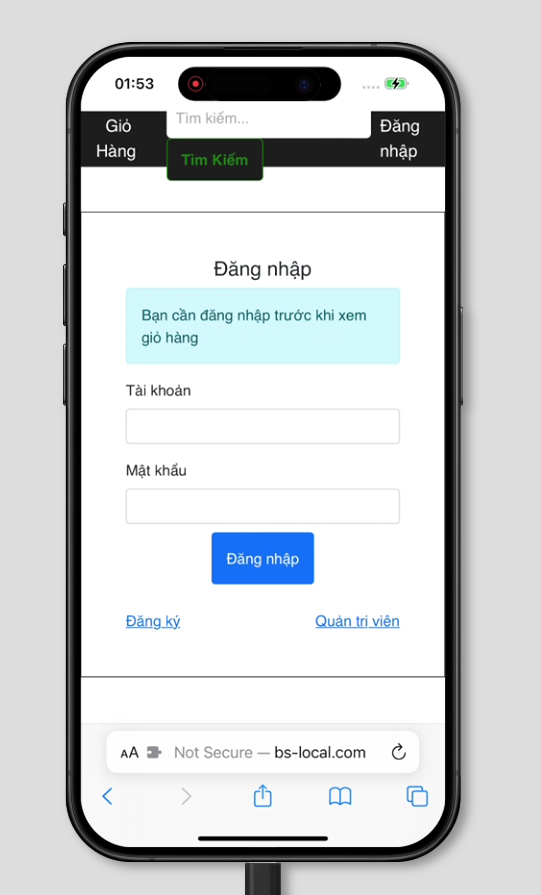 01:53
Giỏ
Hàng
Tìm kiếm...
Đăng
nhập
Tìm Kiếm
Đăng nhập
Bạn cần đăng nhập trước khi xem
giỏ hàng
Tài khoản
Mật khẩu
Đăng nhập
Đăng ký
Quản trị viên
AA
Not Secure — bs-local.com